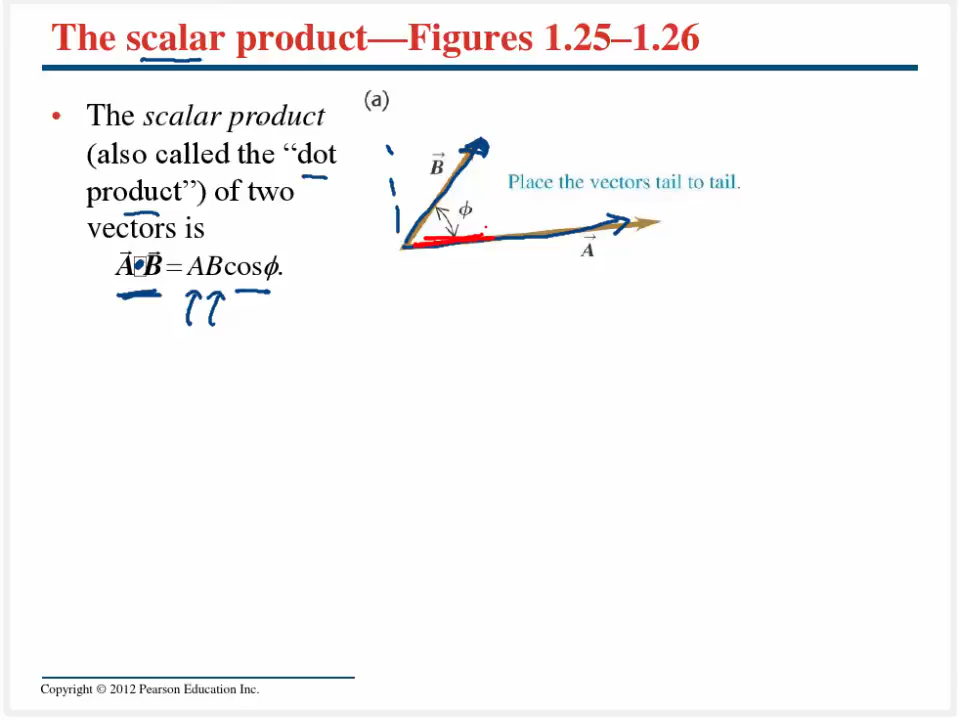 The scalar product—Figures 1.25–1.26
• The scalar product
(also called the “dot
product”) of two
vectors is
A⃗ • B⃗ = AB cosϕ.
(a)
B⃗
ϕ
Place the vectors tail to tail.
A⃗
Copyright © 2012 Pearson Education Inc.